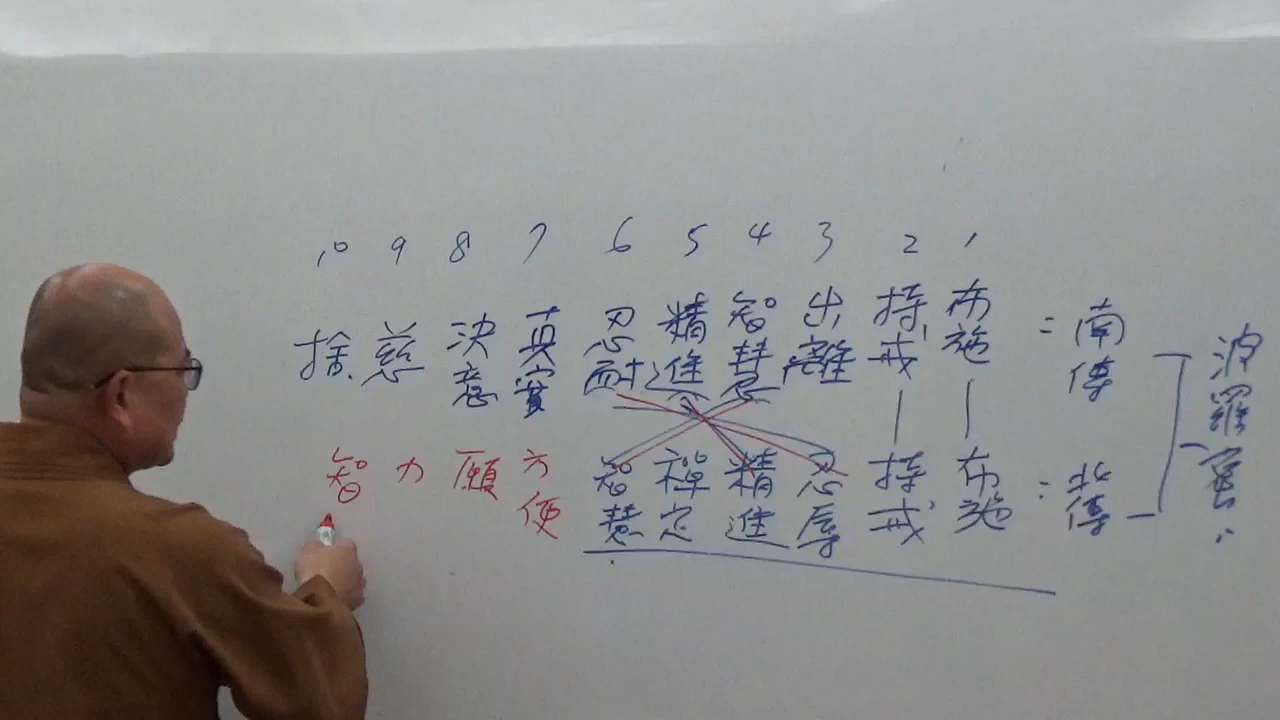 波羅蜜：
南傳：
1 布施
2 持戒
3 出離
4 智慧
5 精進
6 忍耐
7 真實
8 決意
9 慈
10 捨
北傳：
布施
持戒
忍辱
精進
禪定
智慧
方便
願
力
智